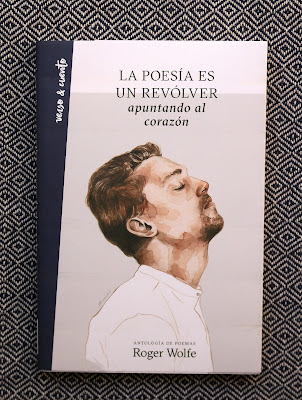 verso & cuento
LA POESÍA ES
UN REVÓLVER
apuntando al
corazón
ANTOLOGÍA DE POEMAS
Roger Wolfe